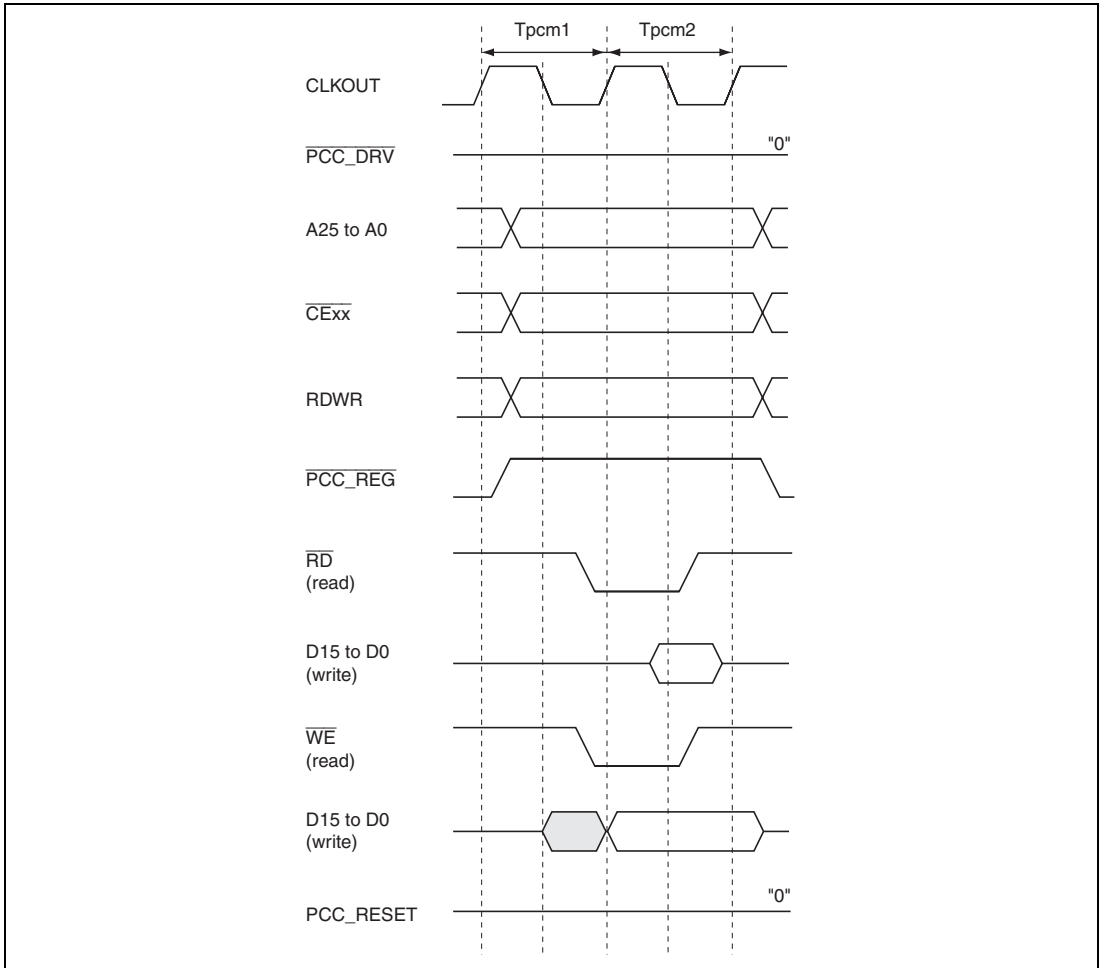 Tpcm1 Tpcm2
CLKOUT
"0"
PCC_DRV
A25 to A0
CExx
RDWR
PCC_REG
RD
(read)
D15 to D0
(write)
WE
(read)
D15 to D0
(write)
"0"
PCC_RESET